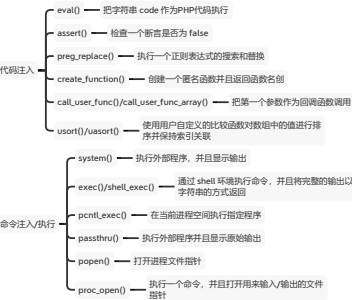 eval() 把字符串 code 作为PHP代码执行
assert() 检查一个断言是否为 false
preg_replace() 执行一个正则表达式的搜索和替换
代码注入
create_function() 创建一个匿名函数并且返回函数名创
call_user_func()/call_user_func_array() 把第一个参数作为回调函数调用
usort()/uasort() 使用用户自定义的比较函数对数组中的值进行排
序并保持索引关联
system() 执行外部程序，并且显示输出
exec()/shell_exec() 通过 shell 环境执行命令，并且将完整的输出以
字符串的方式返回
pcntl_exec() 在当前进程空间执行指定程序
命令注入/执行
passthru() 执行外部程序并且显示原始输出
popen() 打开进程文件指针
proc_open() 执行一个命令，并且打开用来输入/输出的文件
指针